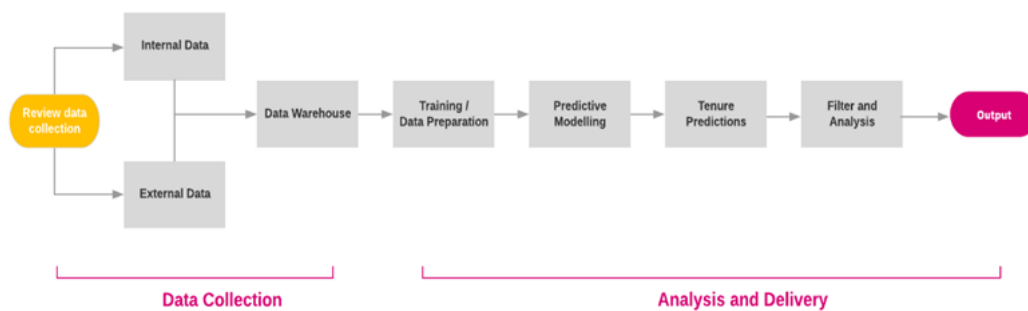 Internal Data
Review data
collection
External Data
Data Warehouse
Training /
Data Preparation
Predictive
Modelling
Tenure
Predictions
Filter and
Analysis
Output
Data Collection
Analysis and Delivery